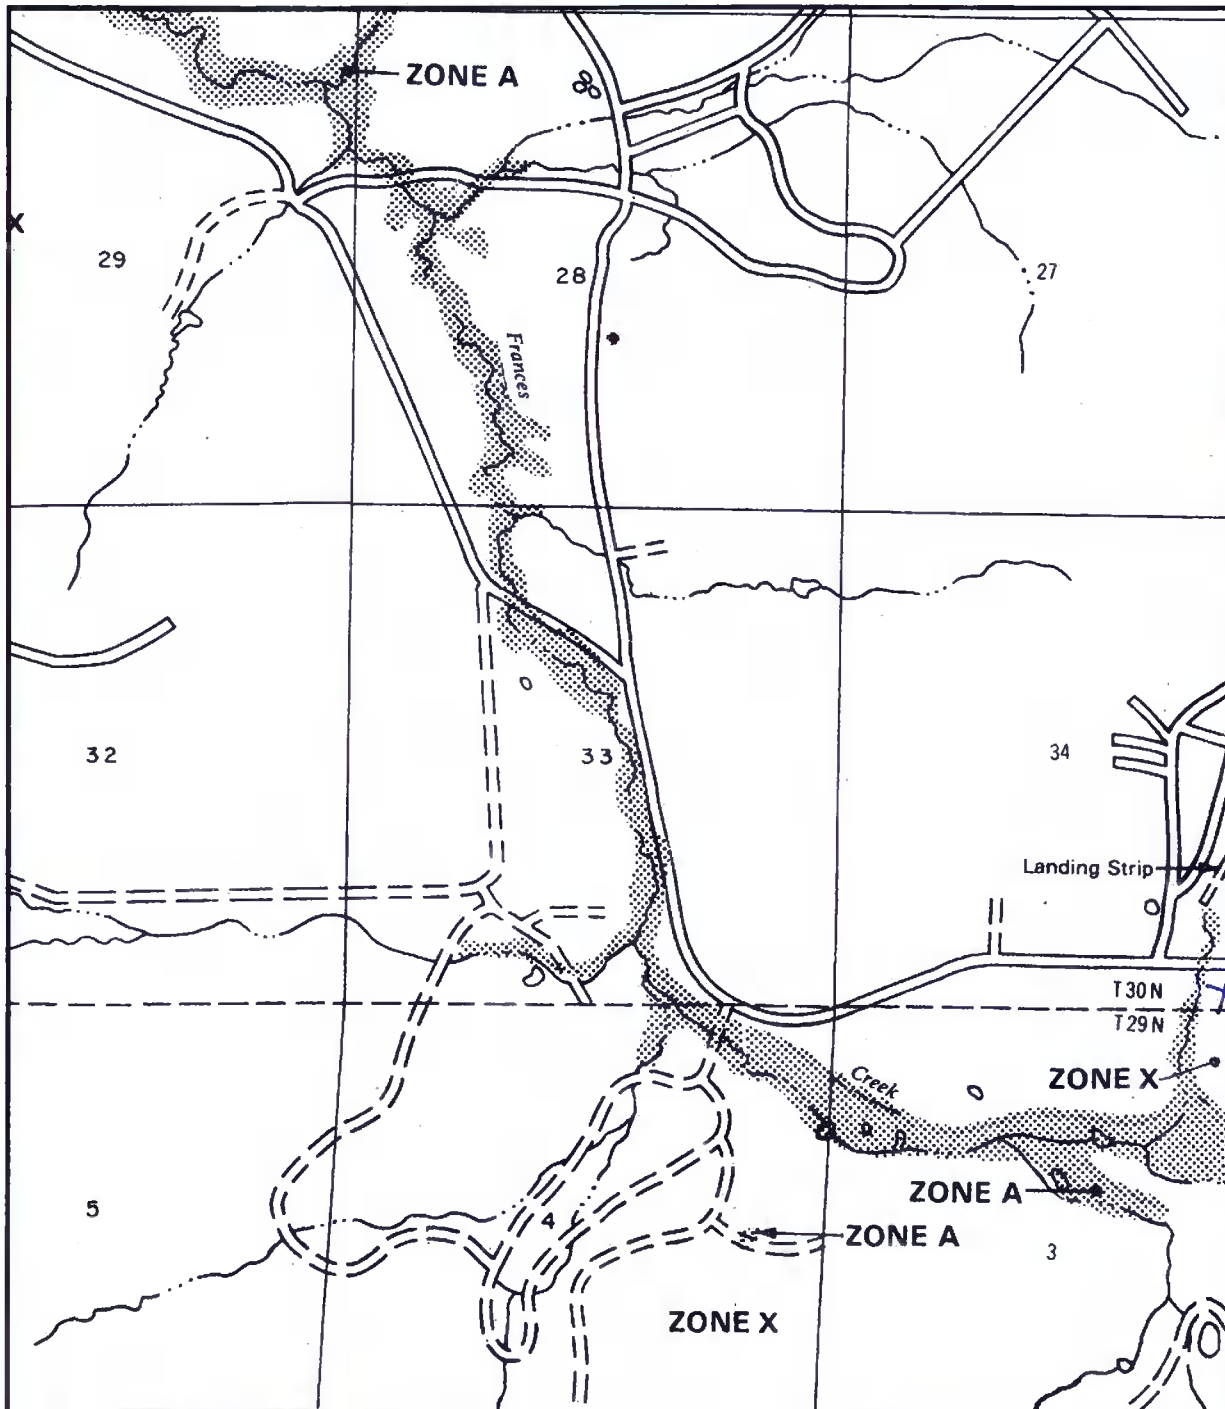 ZONE A
X
29
28
27
Frances
32
33
34
Landing Strip
T30N
T29N
Creek
ZONE X
ZONE A
5
4
ZONE A
3
ZONE X